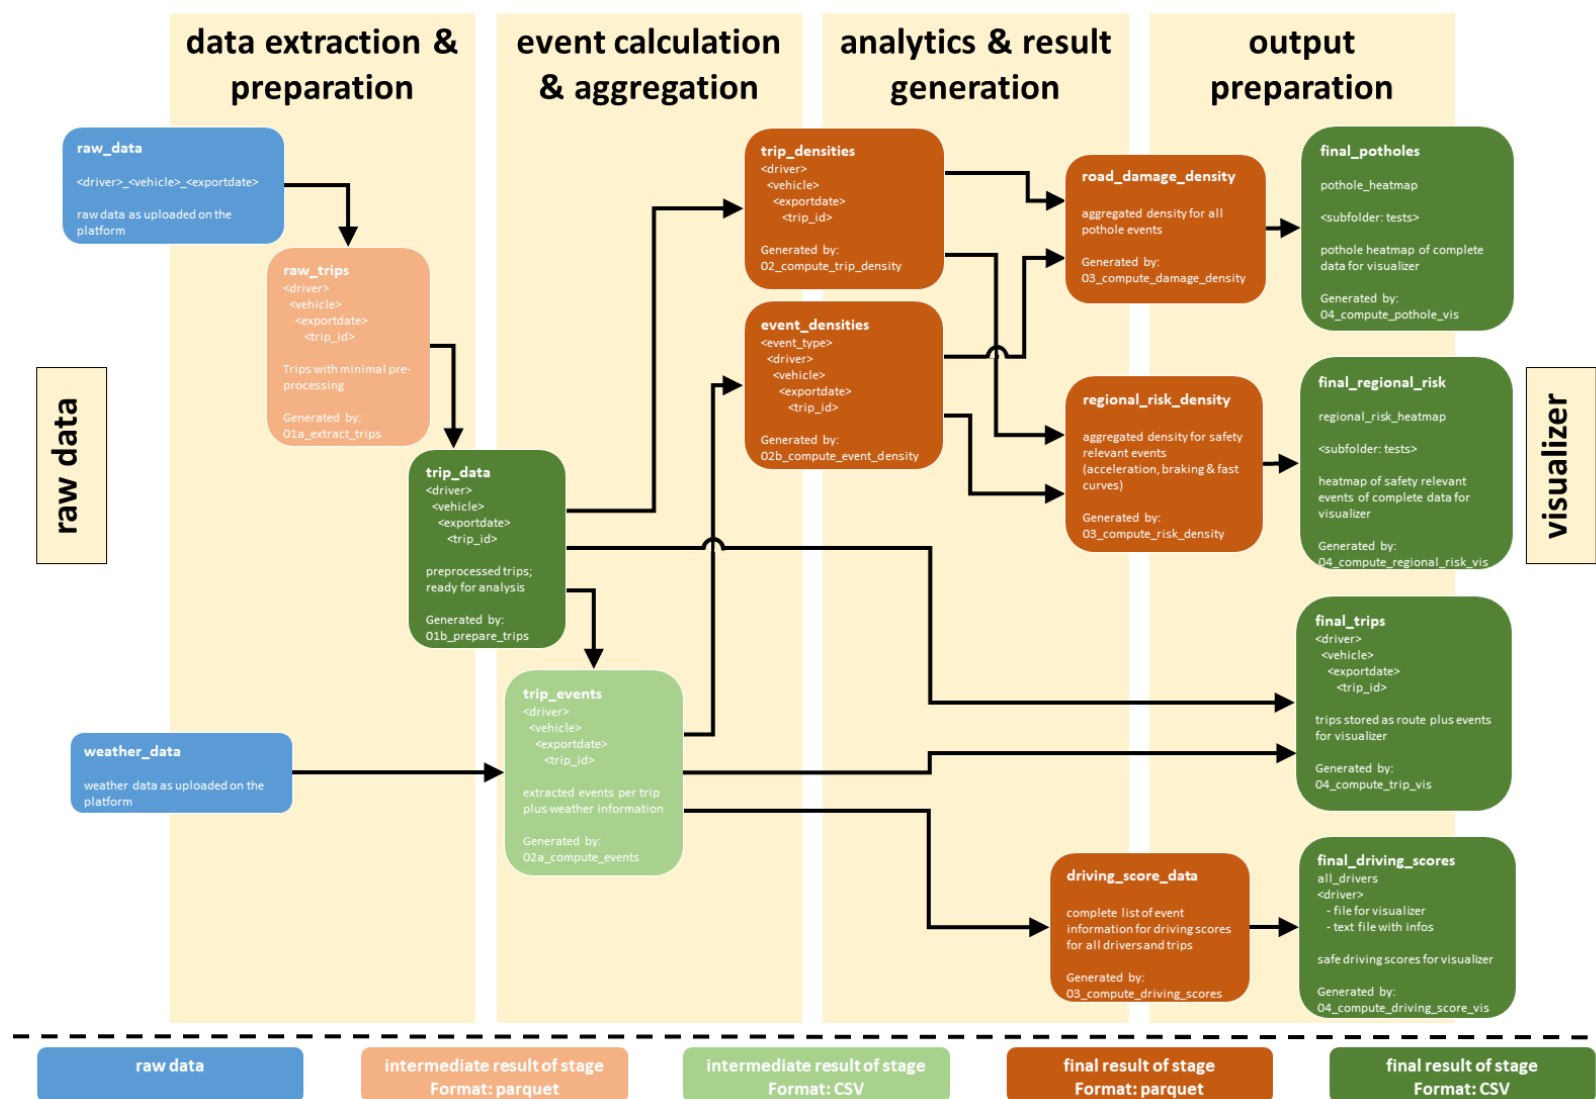 data extraction &
preparation
event calculation
& aggregation
analytics & result
generation
output
preparation
raw data
raw_data
<driver>_<vehicle>_<exportdate>
raw data as uploaded on the
platform
raw_trips
<driver>
<vehicle>
<exportdate>
<trip_id>
Trips with minimal pre-
processing
Generated by:
01a_extract_trips
trip_data
<driver>
<vehicle>
<exportdate>
<trip_id>
preprocessed trips;
ready for analysis
Generated by:
01b_prepare_trips
weather_data
weather data as uploaded on the
platform
trip_events
<driver>
<vehicle>
<exportdate>
<trip_id>
extracted events per trip
plus weather information
Generated by:
02a_compute_events
trip_densities
<driver>
<vehicle>
<exportdate>
<trip_id>
Generated by:
02_compute_trip_density
event_densities
<event_type>
<driver>
<vehicle>
<exportdate>
<trip_id>
Generated by:
02b_compute_event_density
road_damage_density
aggregated density for all
pothole events
Generated by:
03_compute_damage_density
regional_risk_density
aggregated density for safety
relevant events
(acceleration, braking & fast
curves)
Generated by:
03_compute_risk_density
driving_score_data
complete list of event
information for driving scores
for all drivers and trips
Generated by:
03_compute_driving_scores
final_potholes
pothole_heatmap
<subfolder: tests>
pothole heatmap of complete
data for visualizer
Generated by:
04_compute_pothole_vis
final_regional_risk
regional_risk_heatmap
<subfolder: tests>
heatmap of safety relevant
events of complete data for
visualizer
Generated by:
04_compute_regional_risk_vis
final_trips
<driver>
<vehicle>
<exportdate>
<trip_id>
trips stored as route plus events
for visualizer
Generated by:
04_compute_trip_vis
final_driving_scores
all_drivers
<driver>
- file for visualizer
- text file with infos
safe driving scores for visualizer
Generated by:
04_compute_driving_score_vis
visualizer
raw data
intermediate result of stage
Format: parquet
intermediate result of stage
Format: CSV
final result of stage
Format: parquet
final result of stage
Format: CSV